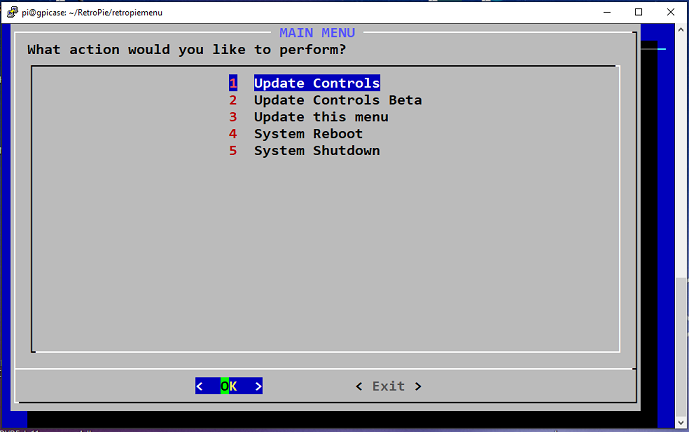 pi@gpicase: ~/RetroPie/retropiemenu
MAIN MENU
What action would you like to perform?
1 Update Controls
2 Update Controls Beta
3 Update this menu
4 System Reboot
5 System Shutdown
< OK > < Exit >